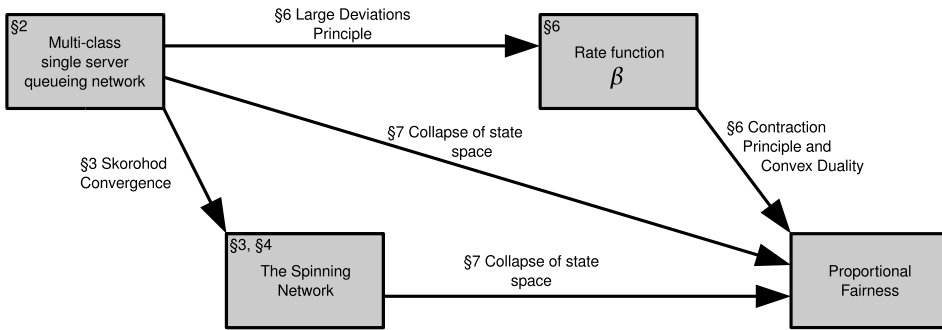 §2
Multi-class
single server
queueing network
§6 Large Deviations
Principle
§6
Rate function
β
§7 Collapse of state
space
§6 Contraction
Principle and
Convex Duality
§3 Skorohod
Convergence
§3, §4
The Spinning
Network
§7 Collapse of state
space
Proportional
Fairness